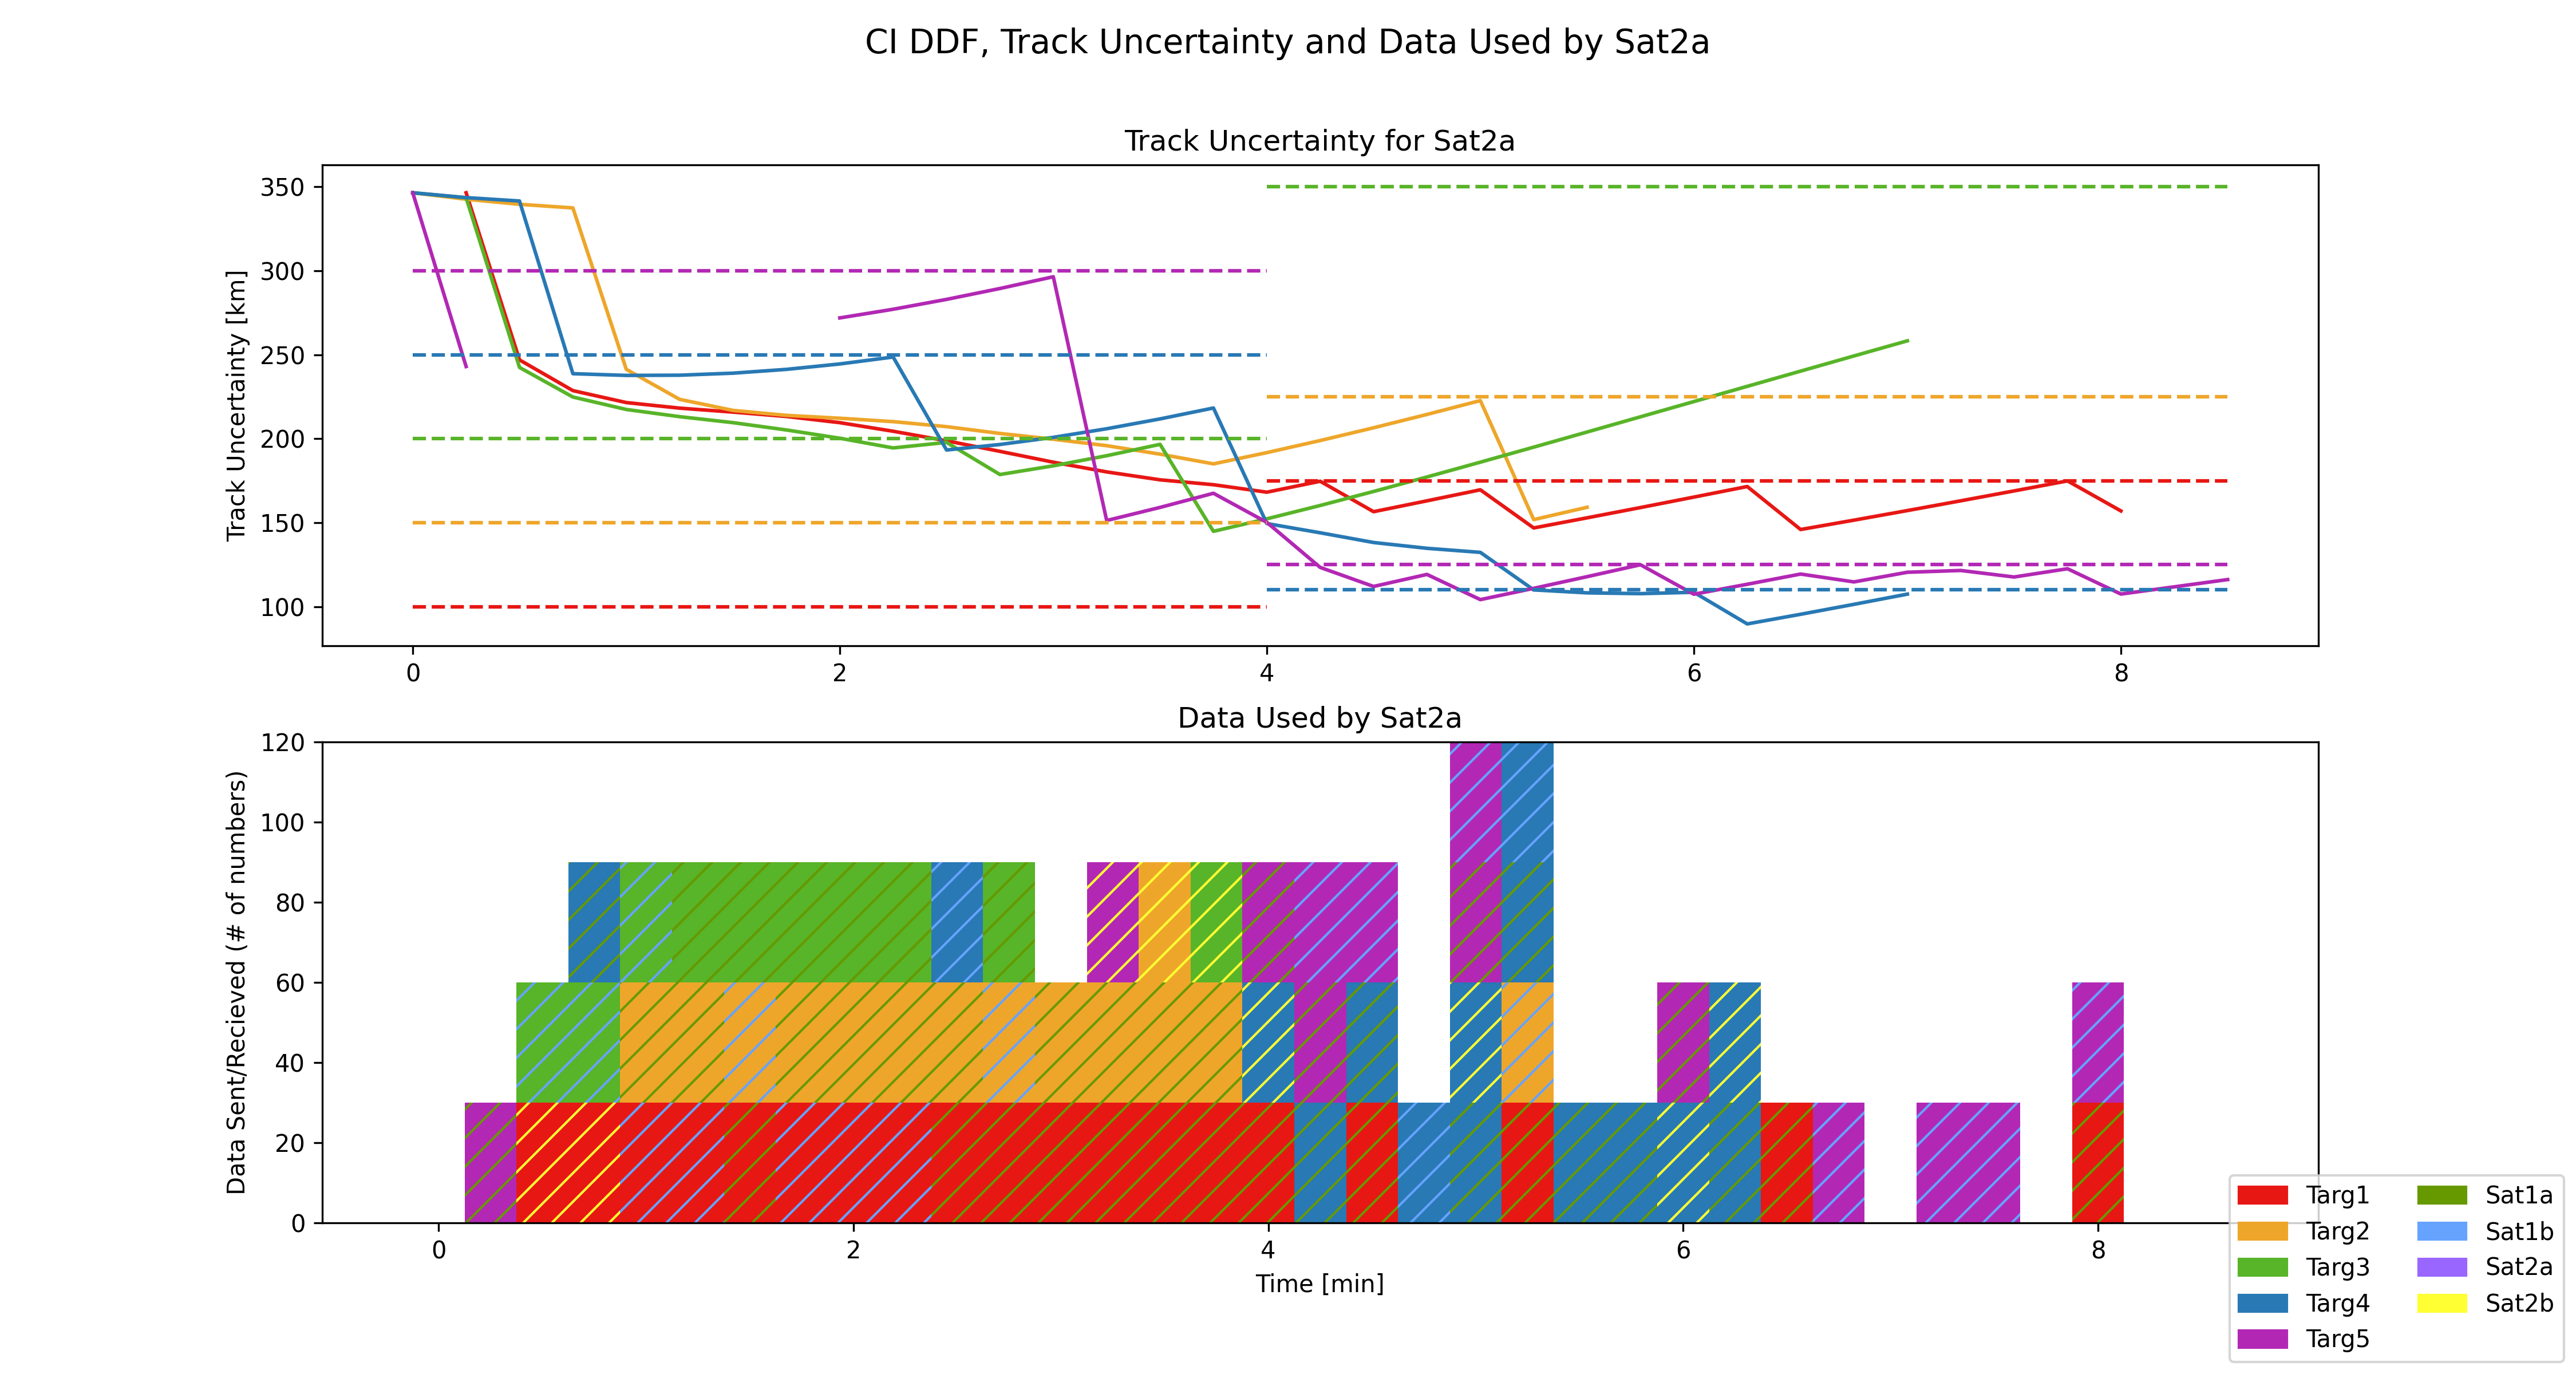 CI DDF, Track Uncertainty and Data Used by Sat2a
Track Uncertainty for Sat2a
Track Uncertainty [km]
350
300
250
200
150
100
0 2 4 6 8
Data Used by Sat2a
Data Sent/Recieved (# of numbers)
120
100
80
60
40
20
0
0 2 4 6 8
Time [min]
Targ1 Sat1a
Targ2 Sat1b
Targ3 Sat2a
Targ4 Sat2b
Targ5